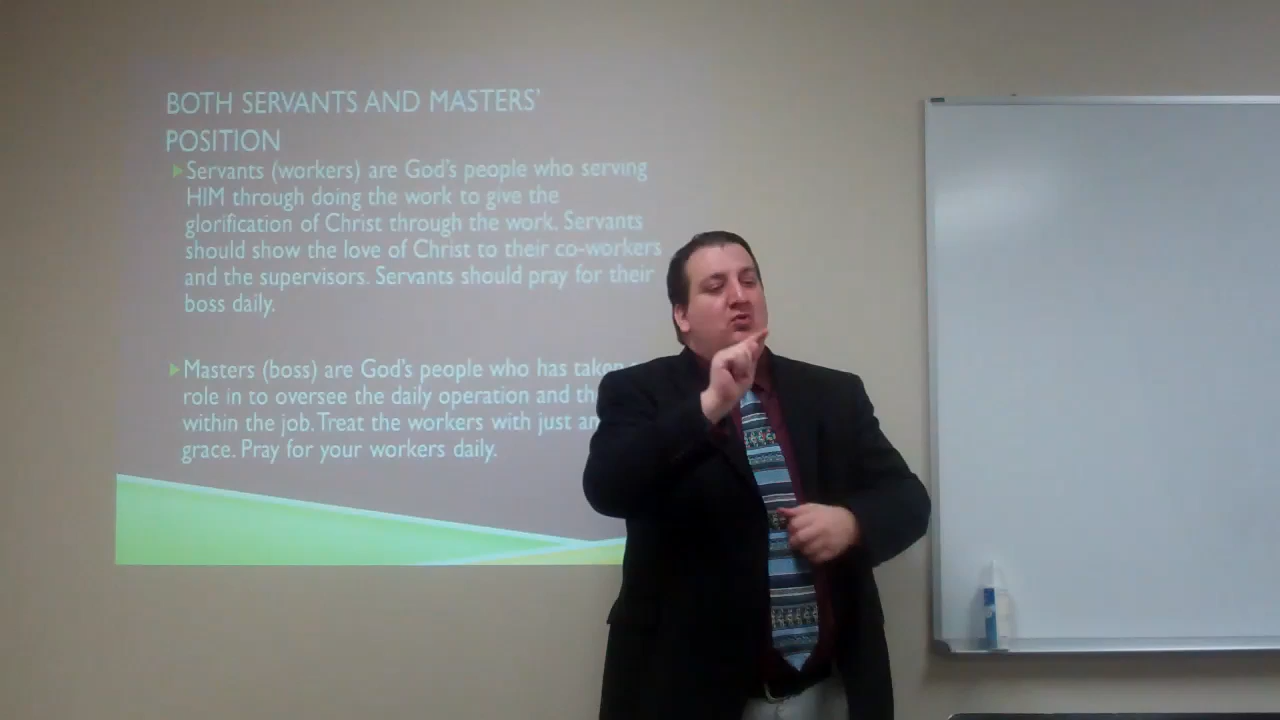 BOTH SERVANTS AND MASTERS'
POSITION
Servants (workers) are God's people who serving
HIM through doing the work to give the
glorification of Christ through the work. Servants
should show the love of Christ to their co-workers
and the supervisors. Servants should pray for their
boss daily.
Masters (boss) are God's people who has taken
role in to oversee the daily operation and
within the job. Treat the workers with just
grace. Pray for your workers daily.